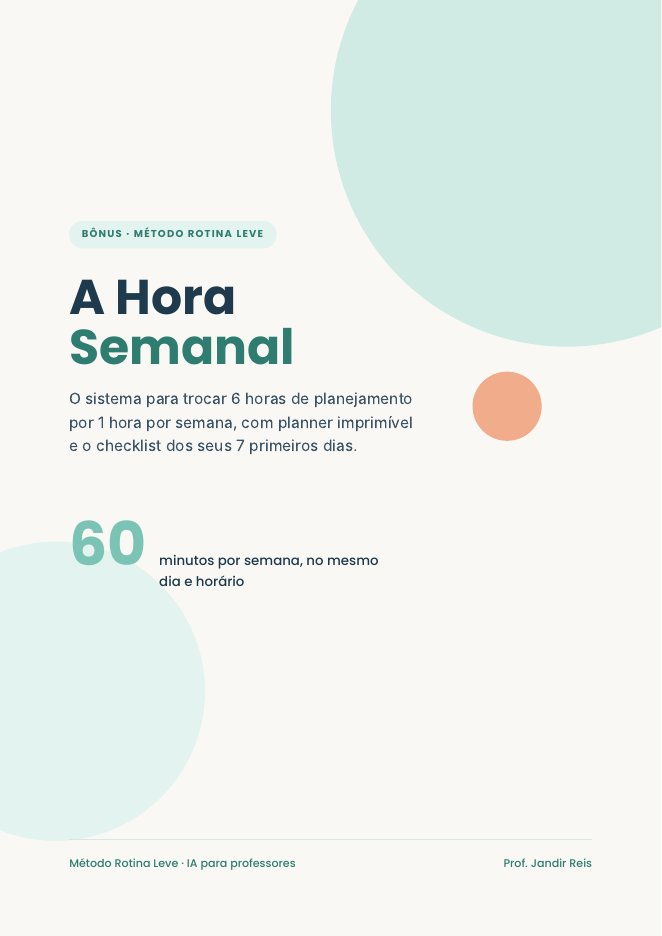 BÔNUS · MÉTODO ROTINA LEVE
A Hora
Semanal
O sistema para trocar 6 horas de planejamento
por 1 hora por semana, com planner imprimível
e o checklist dos seus 7 primeiros dias.
60
minutos por semana, no mesmo
dia e horário
Método Rotina Leve · IA para professores
Prof. Jandir Reis